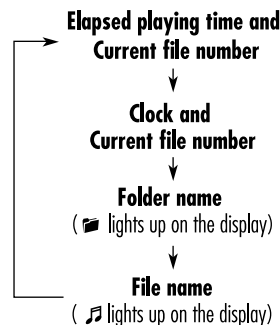 Elapsed playing time and
Current file number
Clock and
Current file number
Folder name
( 📁 lights up on the display)
File name
( 🎵 lights up on the display)